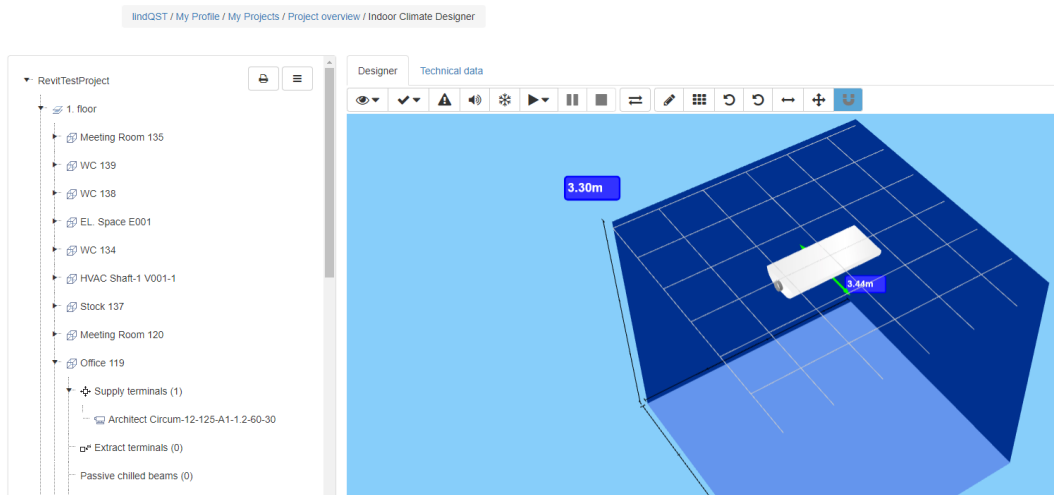 lindQST / My Profile / My Projects / Project overview / Indoor Climate Designer
RevitTestProject
1. floor
Meeting Room 135
WC 139
WC 138
EL. Space E001
WC 134
HVAC Shaft-1 V001-1
Stock 137
Meeting Room 120
Office 119
Supply terminals (1)
Architect Circum-12-125-A1-1.2-60-30
Extract terminals (0)
Passive chilled beams (0)
Designer Technical data
3.30m
3.44m